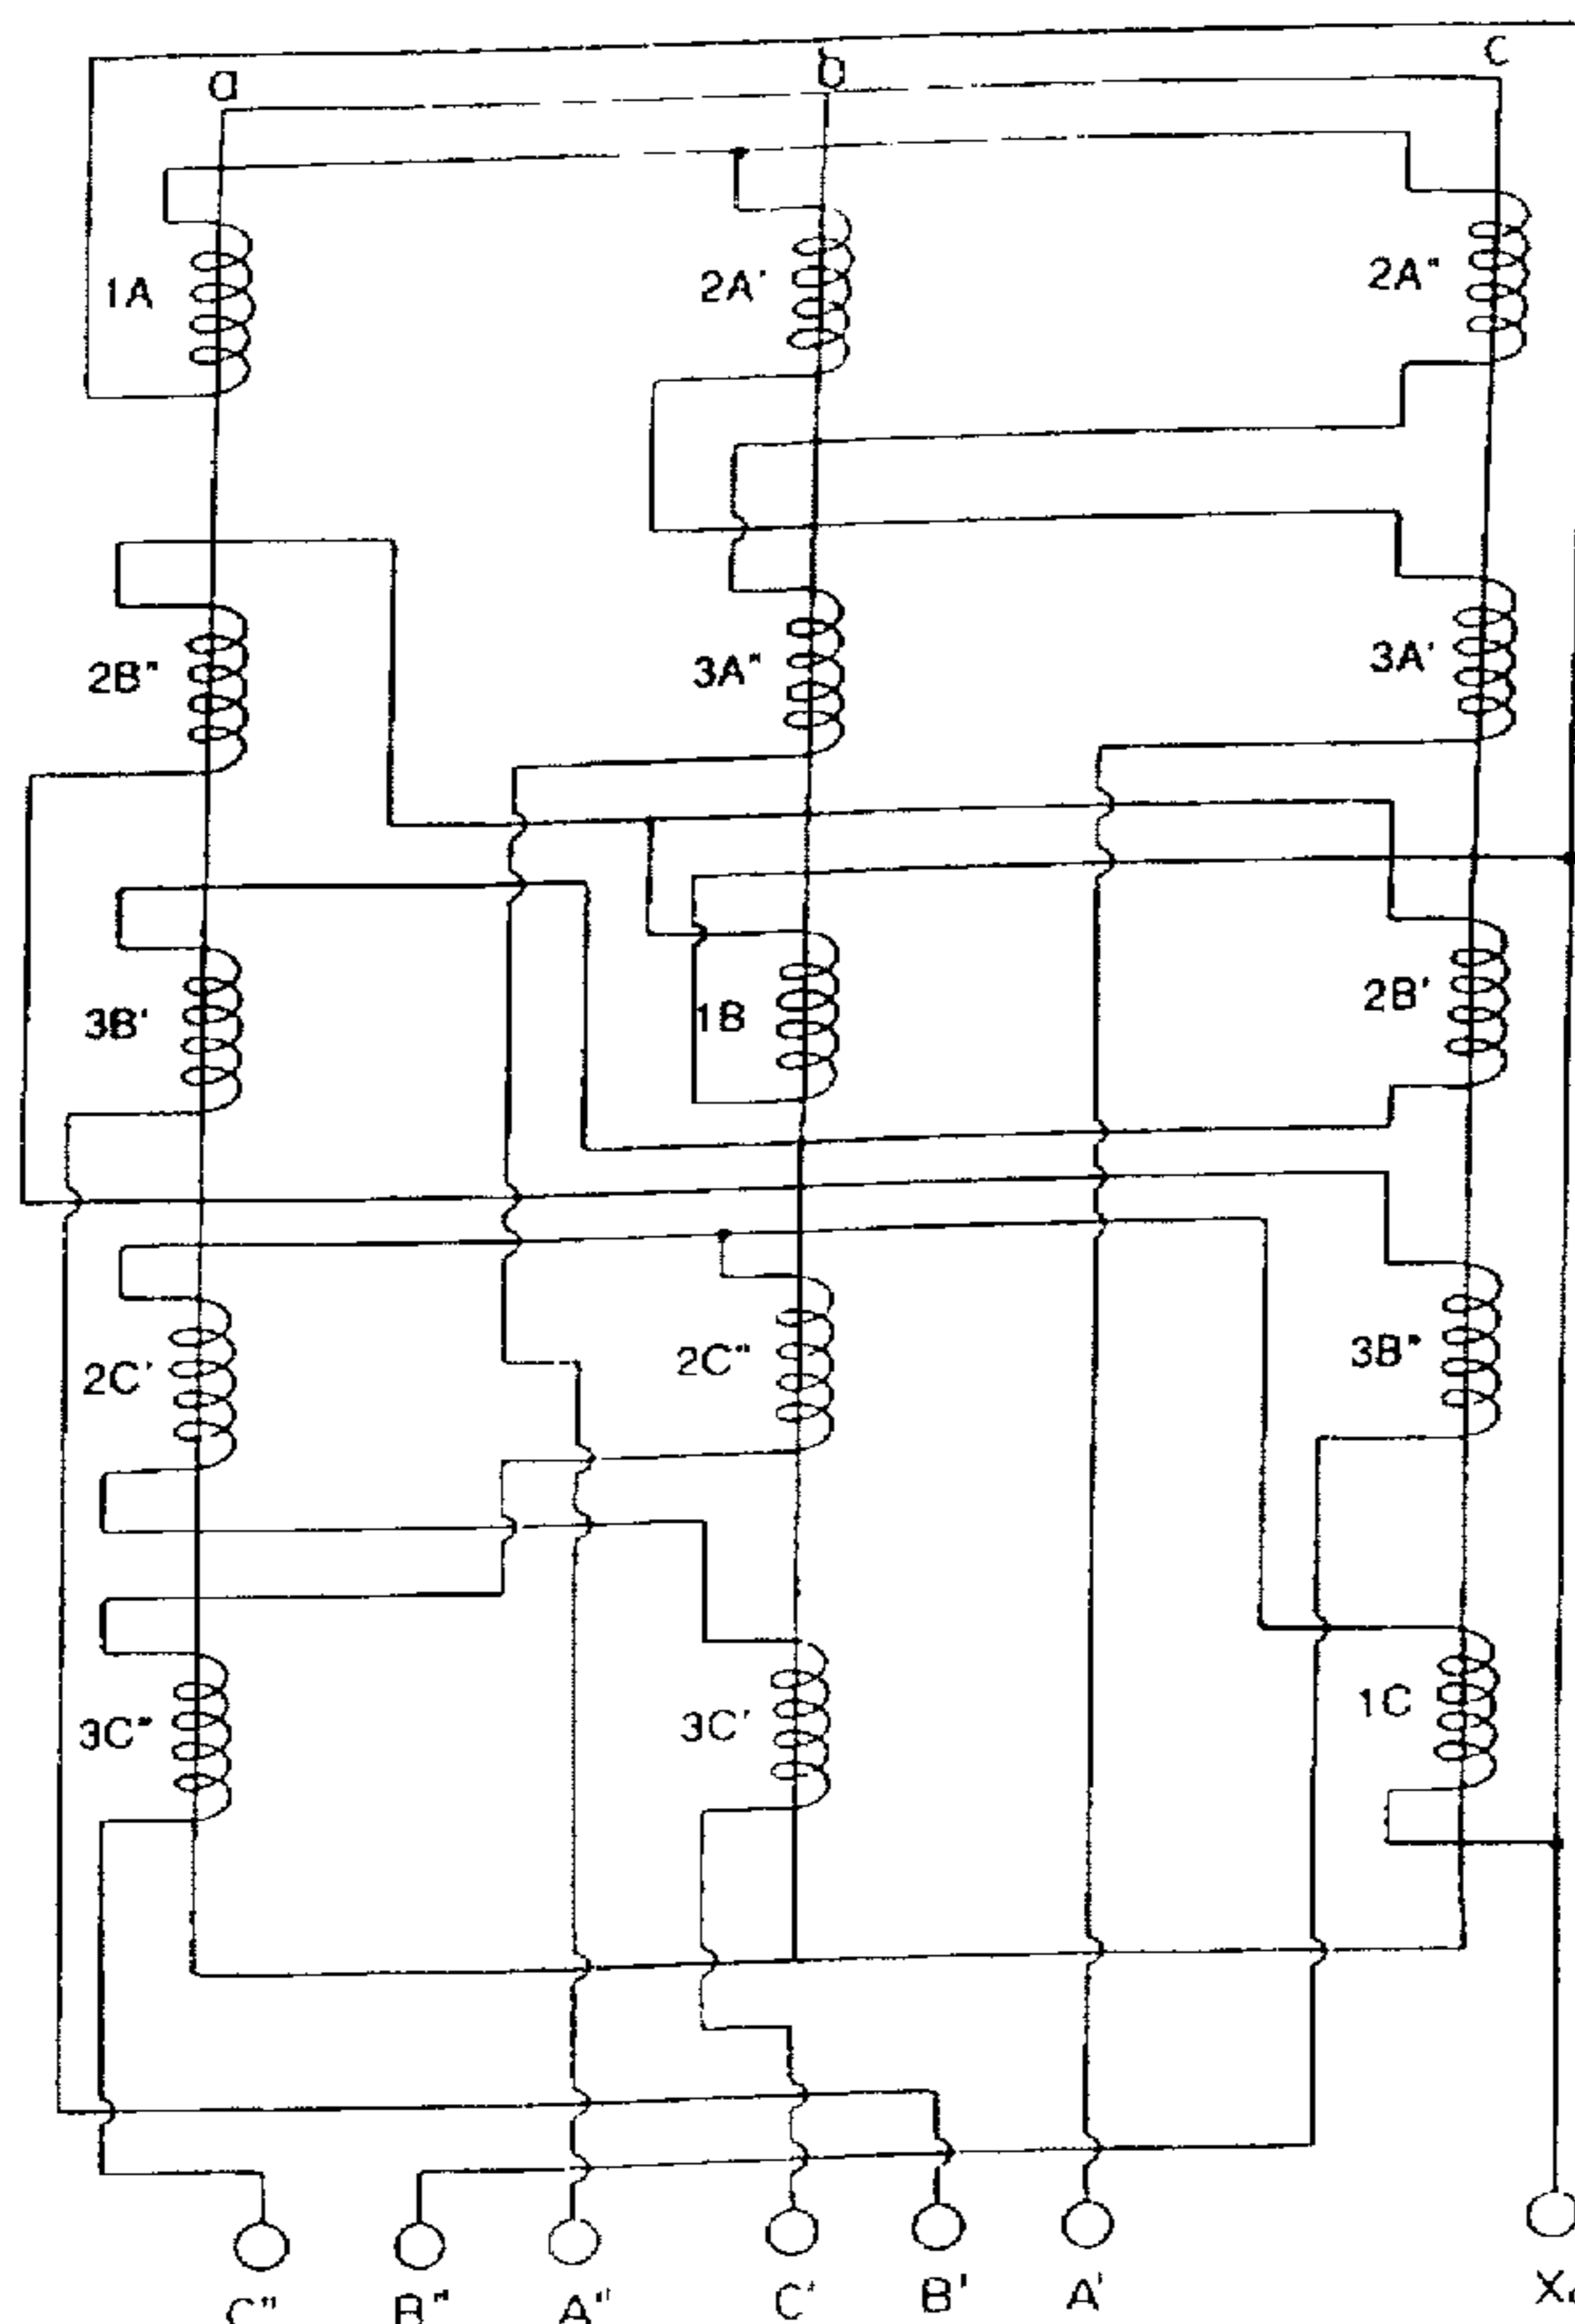 a b c
1A 2A' 2A"
2B" 3A" 3A'
3B' 1B 2B'
2C' 2C" 3B"
3C" 3C' 1C
C" B" A" C' B' A'